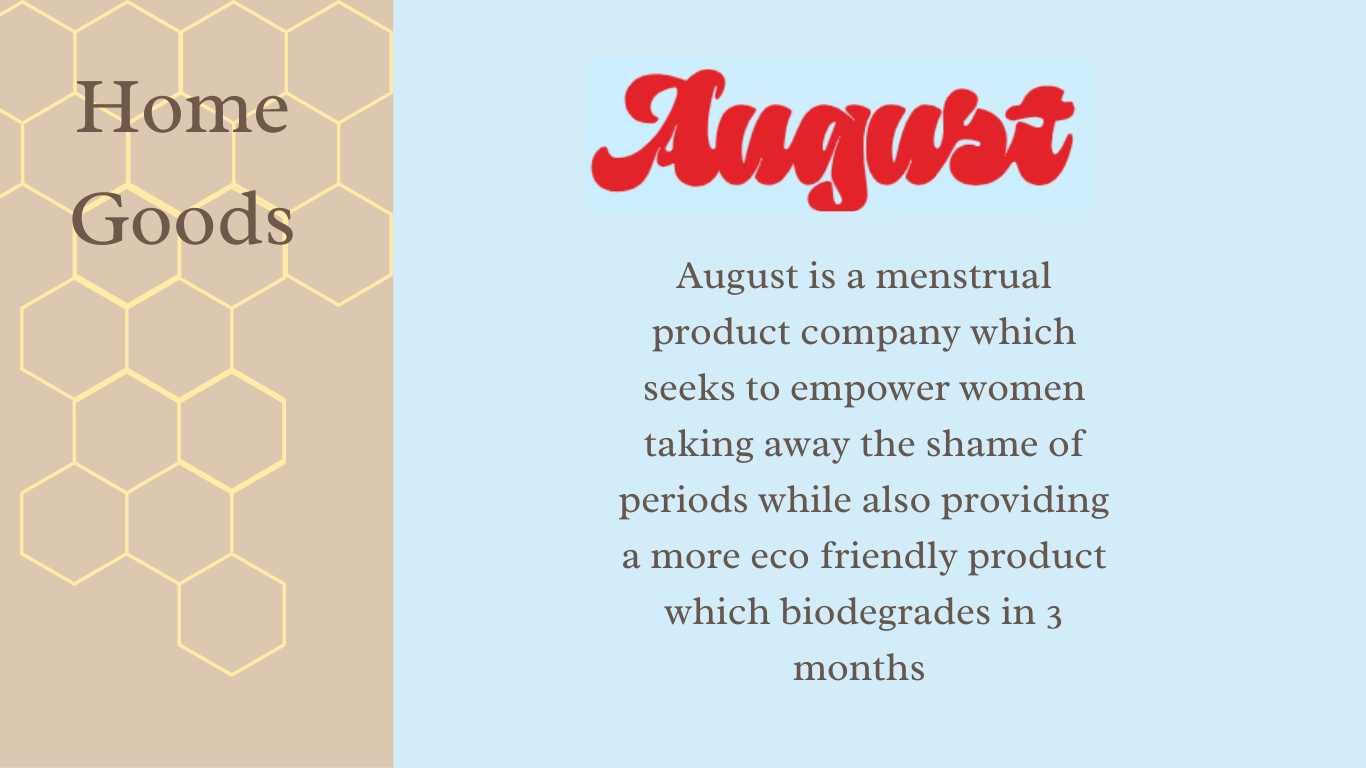 Home
Goods
August
August is a menstrual
product company which
seeks to empower women
taking away the shame of
periods while also providing
a more eco friendly product
which biodegrades in 3
months